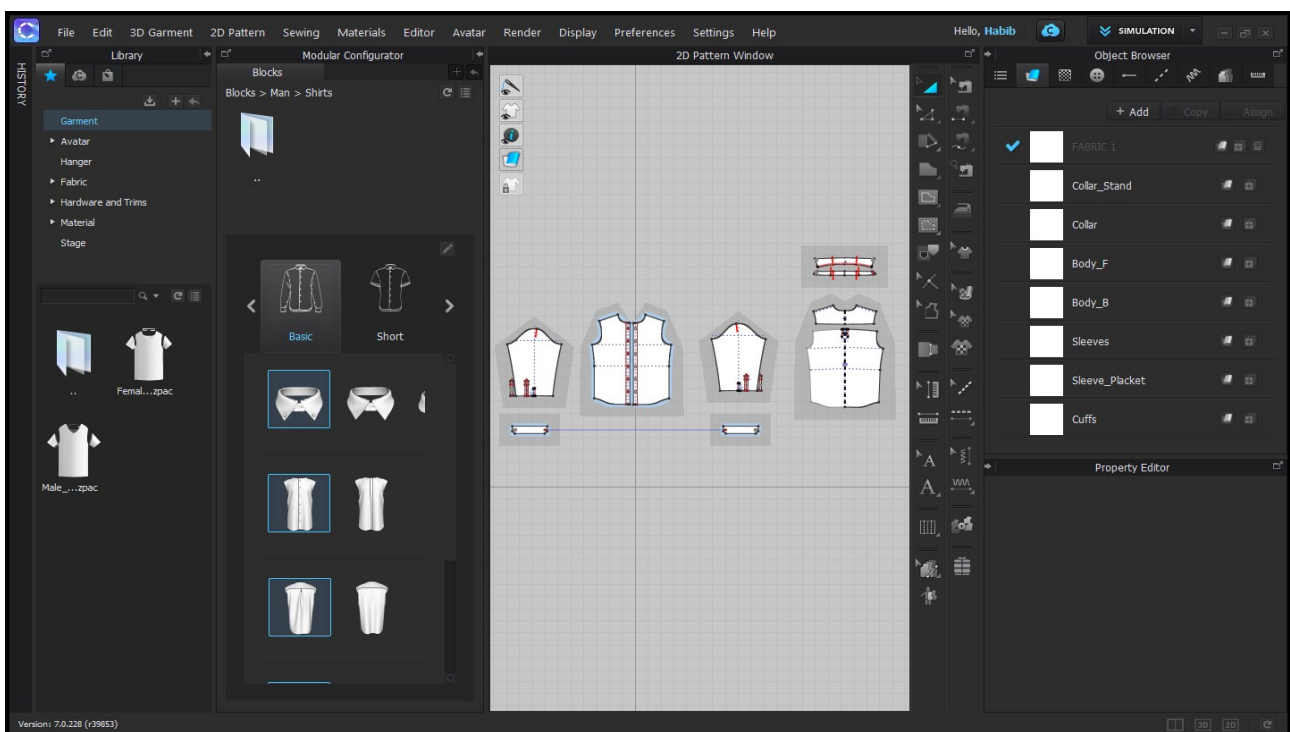 File Edit 3D Garment 2D Pattern Sewing Materials Editor Avatar Render Display Preferences Settings Help
Hello, Habib
SIMULATION
HISTORY
Library
Garment
Avatar
Hanger
Fabric
Hardware and Trims
Material
Stage
..
Femal...zpac
Male_...zpac
Modular Configurator
Blocks
Blocks > Man > Shirts
..
Basic
Short
2D Pattern Window
Object Browser
+ Add Copy Assign
FABRIC 1
Collar_Stand
Collar
Body_F
Body_B
Sleeves
Sleeve_Placket
Cuffs
Property Editor
Version: 7.0.228 (r39853)
3D 2D